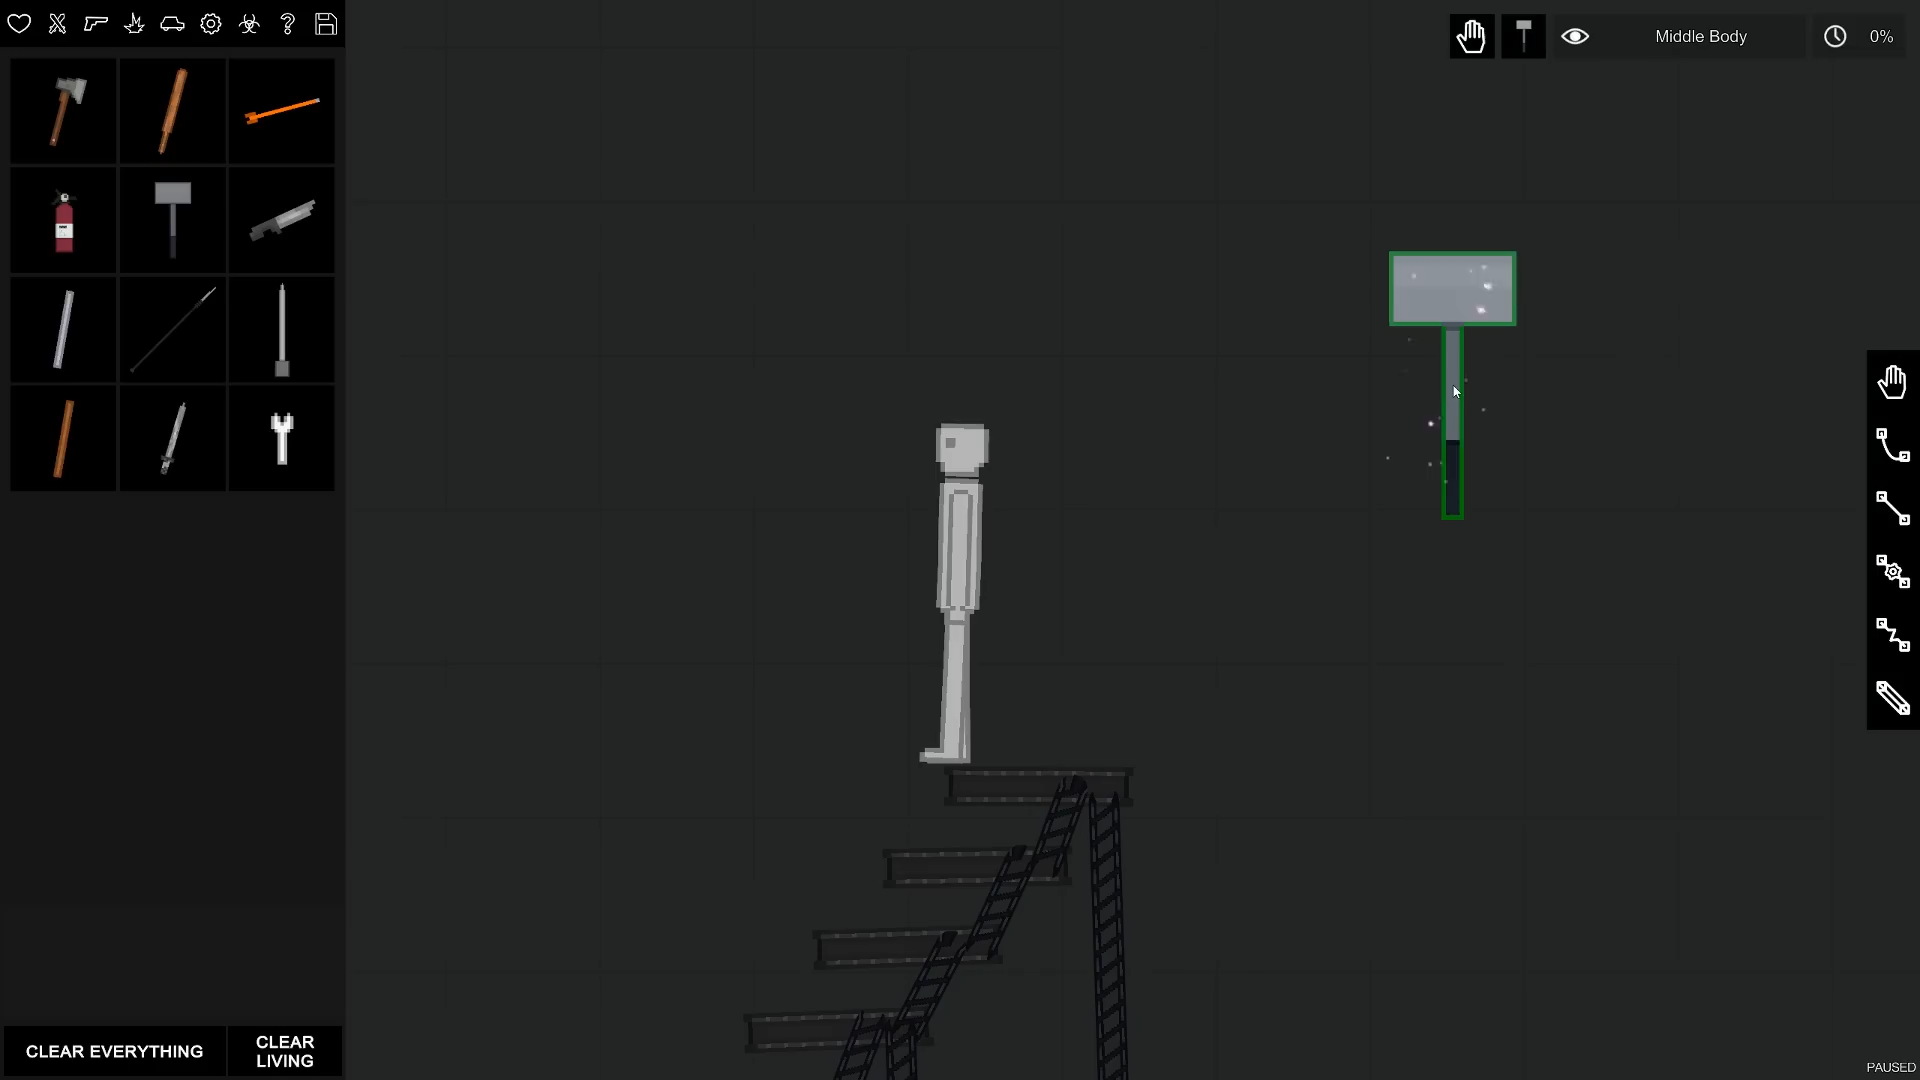 Middle Body
0%
CLEAR EVERYTHING
CLEAR
LIVING
PAUSED